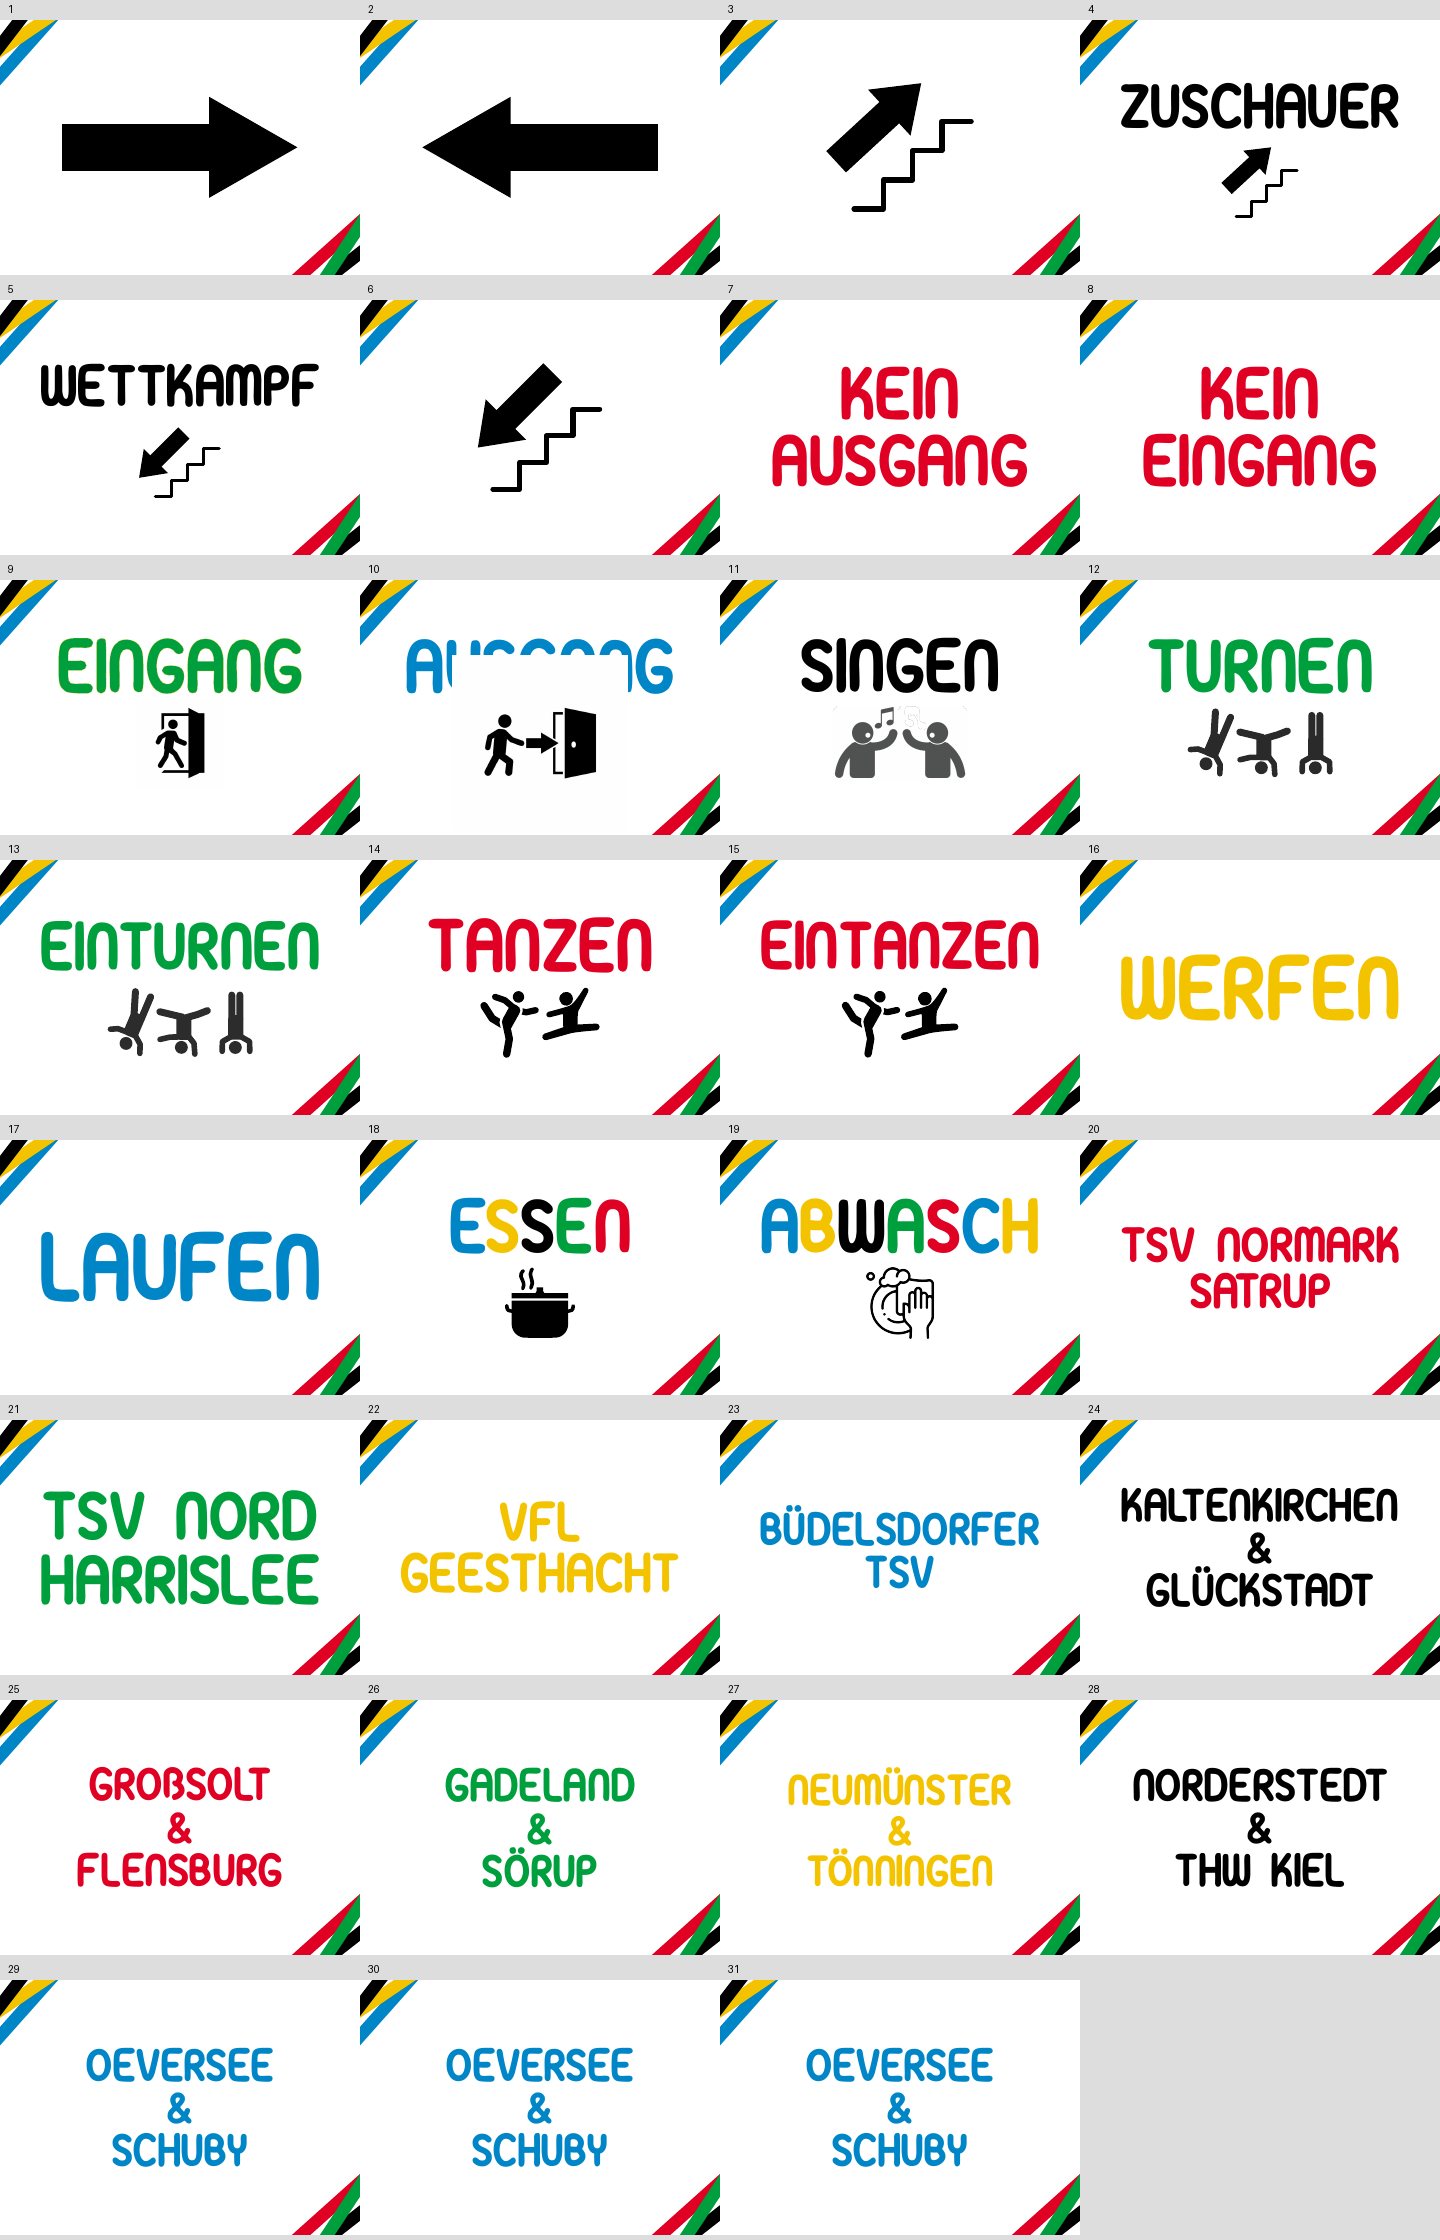 1
2
3
4
ZUSCHAUER
5
6
7
8
WETTKAMPF
KEIN
AUSGANG
KEIN
EINGANG
9
10
11
12
EINGANG
AUSGANG
SINGEN
TURNEN
13
14
15
16
EINTURNEN
TANZEN
EINTANZEN
WERFEN
17
18
19
20
LAUFEN
ESSEN
ABWASCH
TSV NORMARK
SATRUP
21
22
23
24
TSV NORD
HARRISLEE
VFL
GEESTHACHT
BÜDELSDORFER
TSV
KALTENKIRCHEN
&
GLÜCKSTADT
25
26
27
28
GROßSOLT
&
FLENSBURG
GADELAND
&
SÖRUP
NEUMÜNSTER
&
TÖNNINGEN
NORDERSTEDT
&
THW KIEL
29
30
31
OEVERSEE
&
SCHUBY
OEVERSEE
&
SCHUBY
OEVERSEE
&
SCHUBY